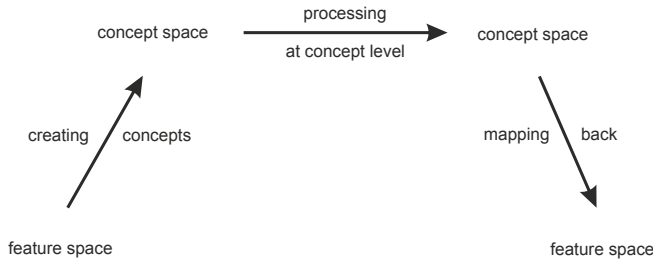 processing
concept space
concept space
at concept level
creating concepts
mapping back
feature space
feature space